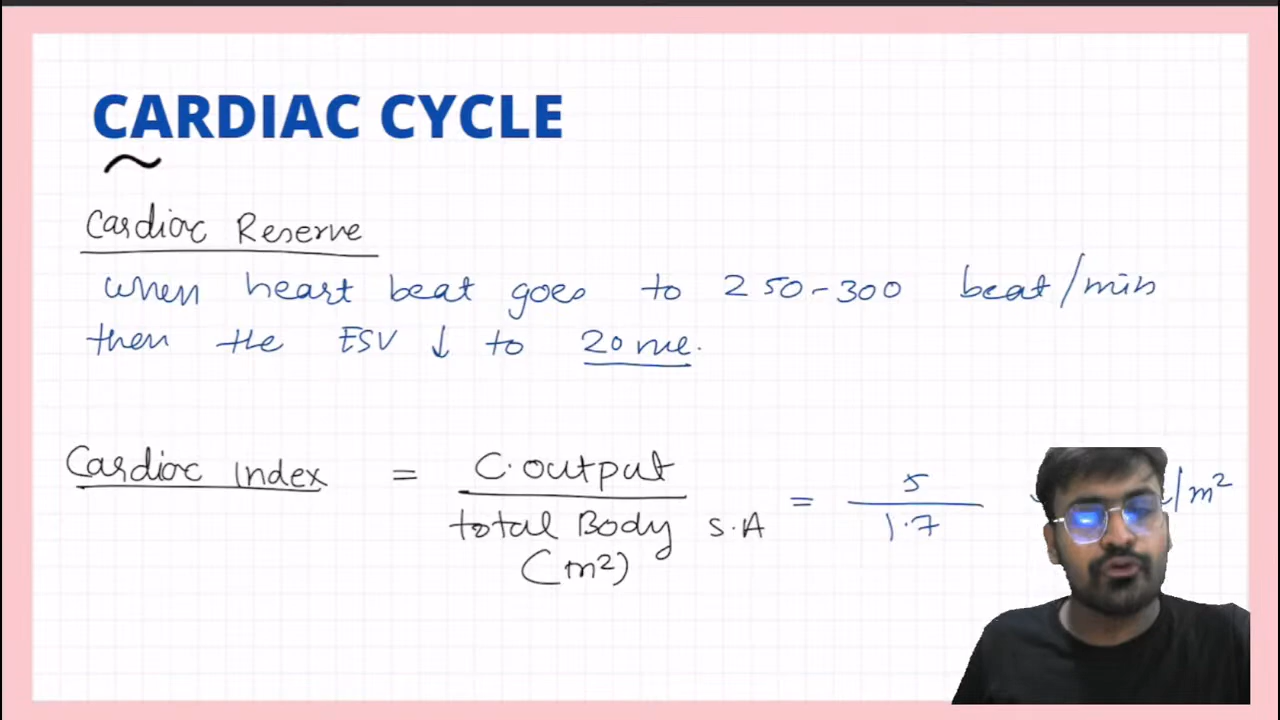 CARDIAC CYCLE
Cardiac Reserve
when heart beat goes to 250-300 beat/min
then the ESV ↓ to 20 ml.
Cardiac Index = C.output / total Body S.A (m²) = 5 / 1.7 /m²